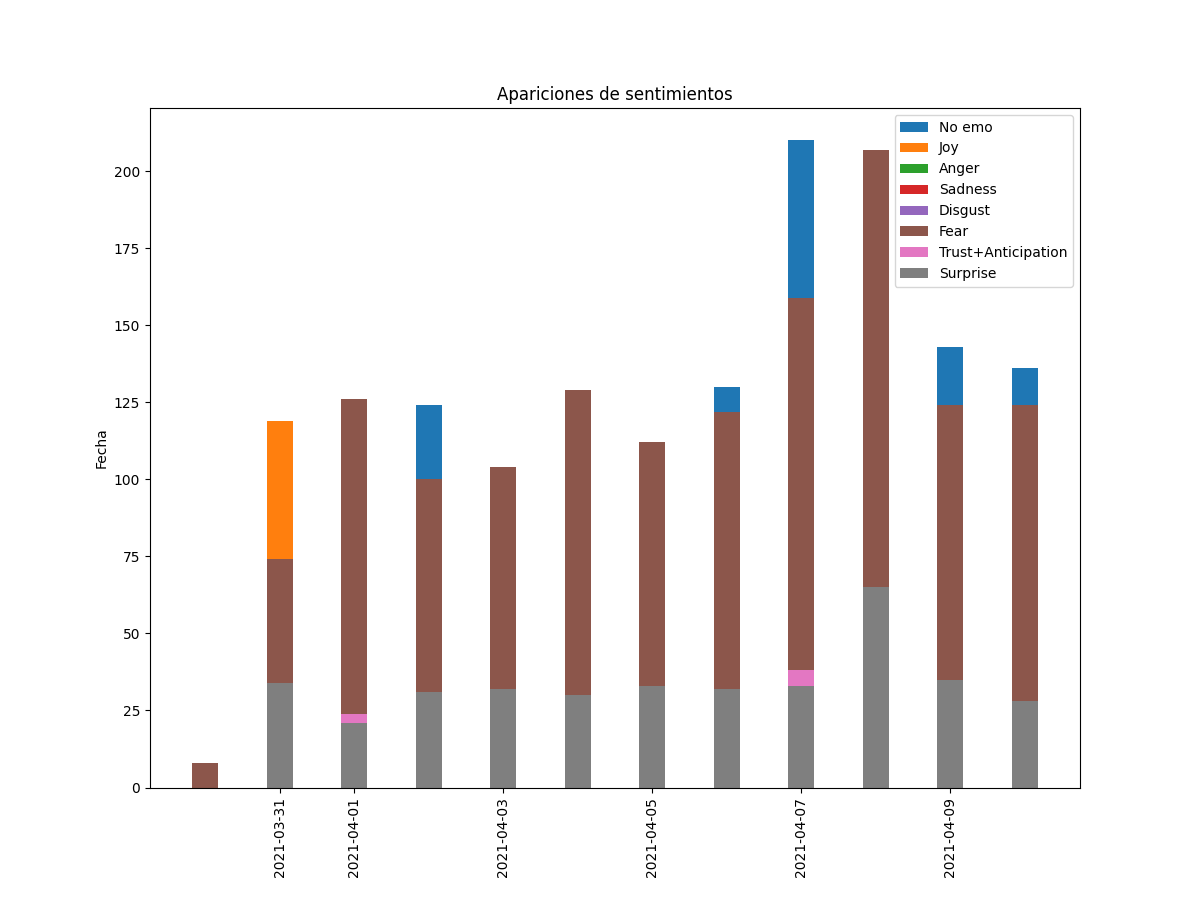 Apariciones de sentimientos
No emo
Joy
Anger
Sadness
Disgust
Fear
Trust+Anticipation
Surprise
Fecha
200
175
150
125
100
75
50
25
0
2021-03-31
2021-04-01
2021-04-03
2021-04-05
2021-04-07
2021-04-09